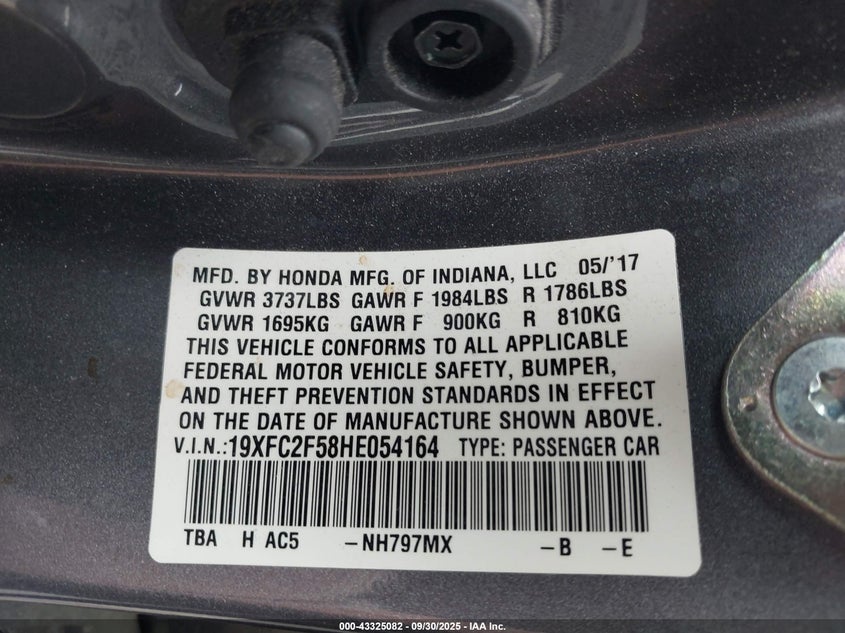 MFD. BY HONDA MFG. OF INDIANA, LLC 05/'17
GVWR 3737LBS GAWR F 1984LBS R 1786LBS
GVWR 1695KG GAWR F 900KG R 810KG
THIS VEHICLE CONFORMS TO ALL APPLICABLE
FEDERAL MOTOR VEHICLE SAFETY, BUMPER,
AND THEFT PREVENTION STANDARDS IN EFFECT
ON THE DATE OF MANUFACTURE SHOWN ABOVE.
V.I.N.:19XFC2F58HE054164 TYPE: PASSENGER CAR
TBA H AC5 -NH797MX -B -E
000-43325082 - 09/30/2025 - IAA Inc.